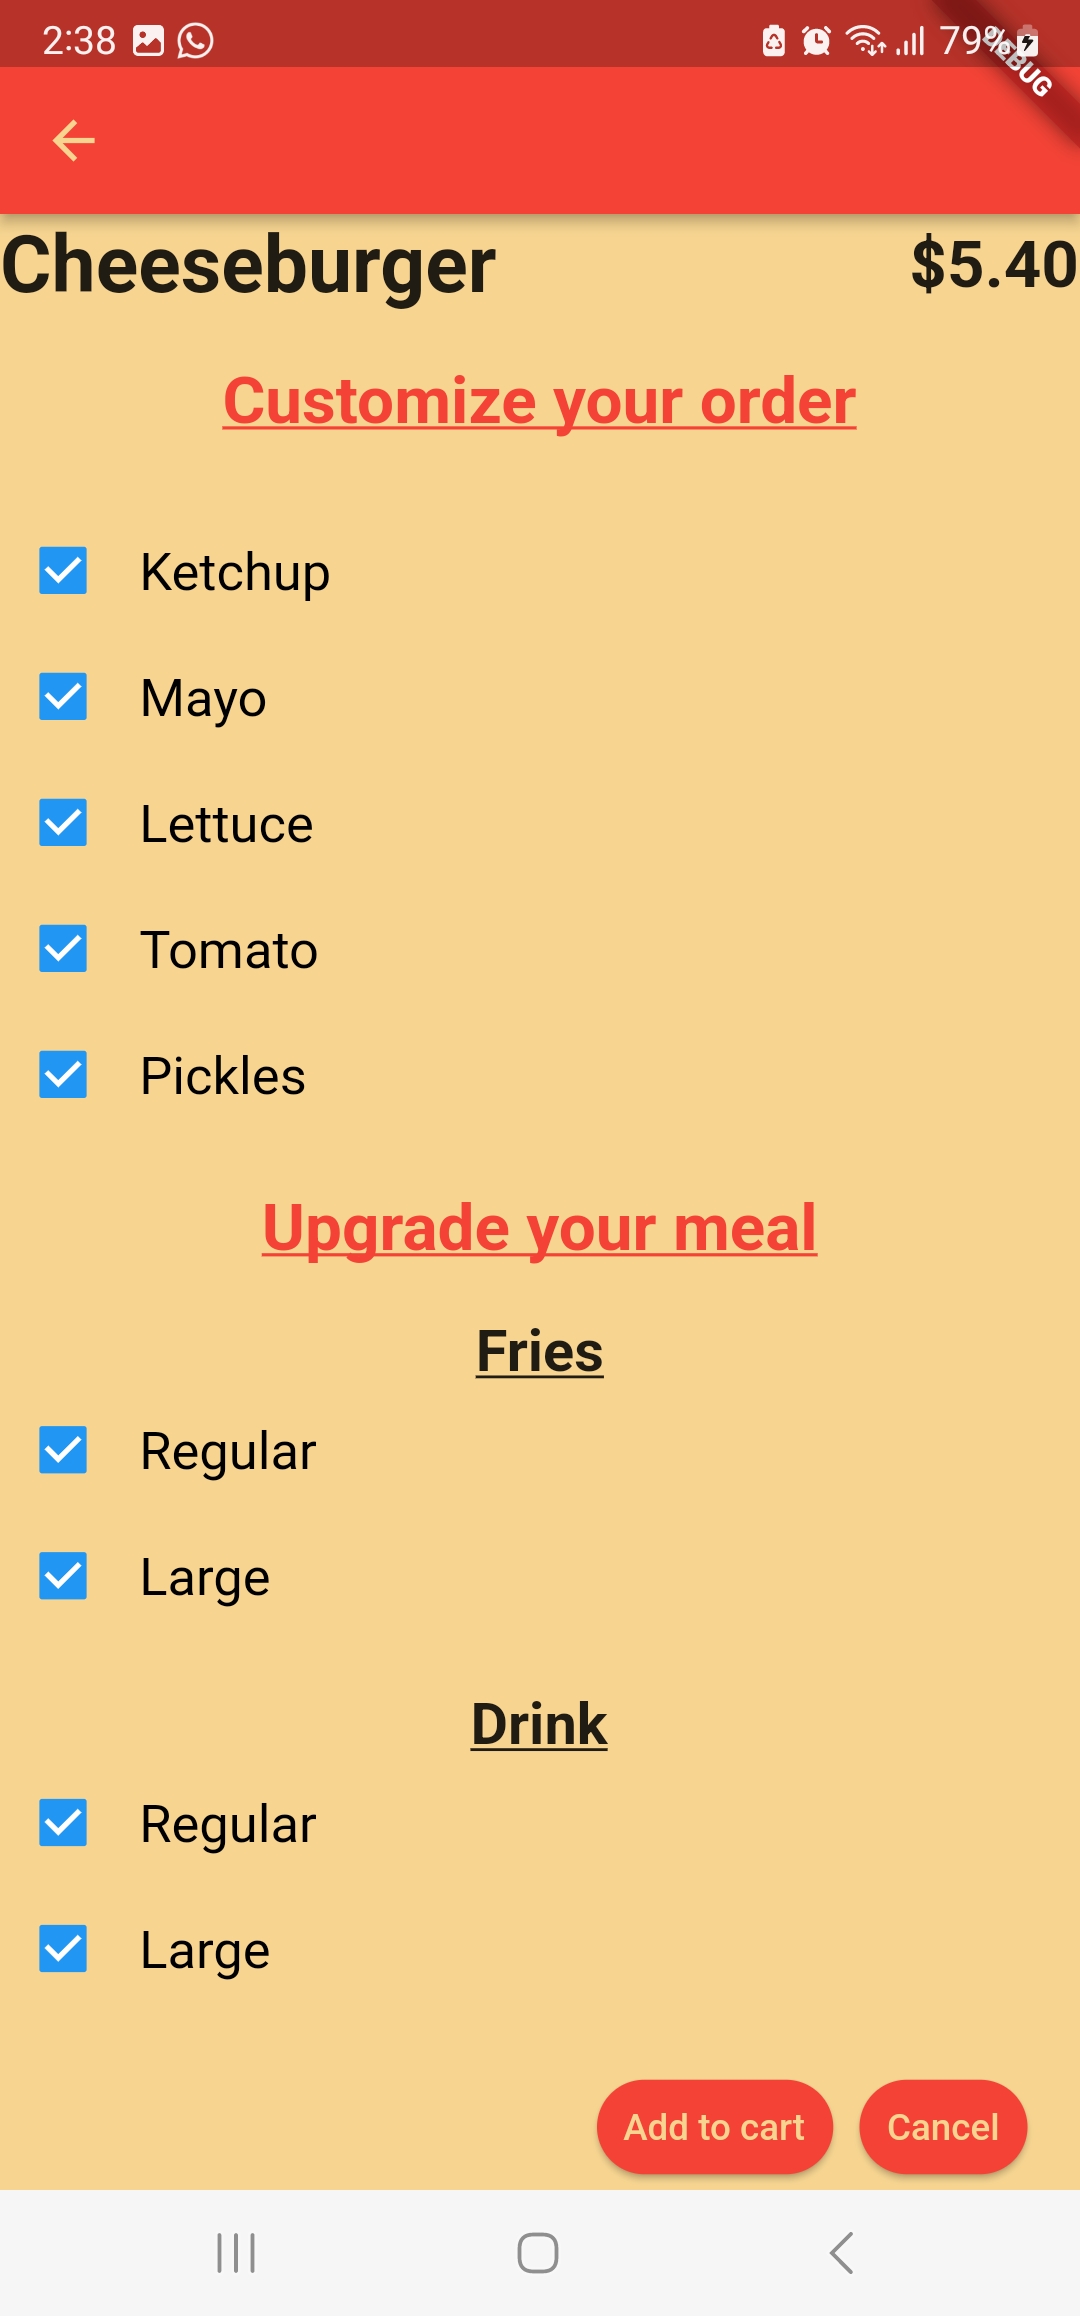 2:38 79% DEBUG
Cheeseburger $5.40
Customize your order
Ketchup
Mayo
Lettuce
Tomato
Pickles
Upgrade your meal
Fries
Regular
Large
Drink
Regular
Large
Add to cart Cancel